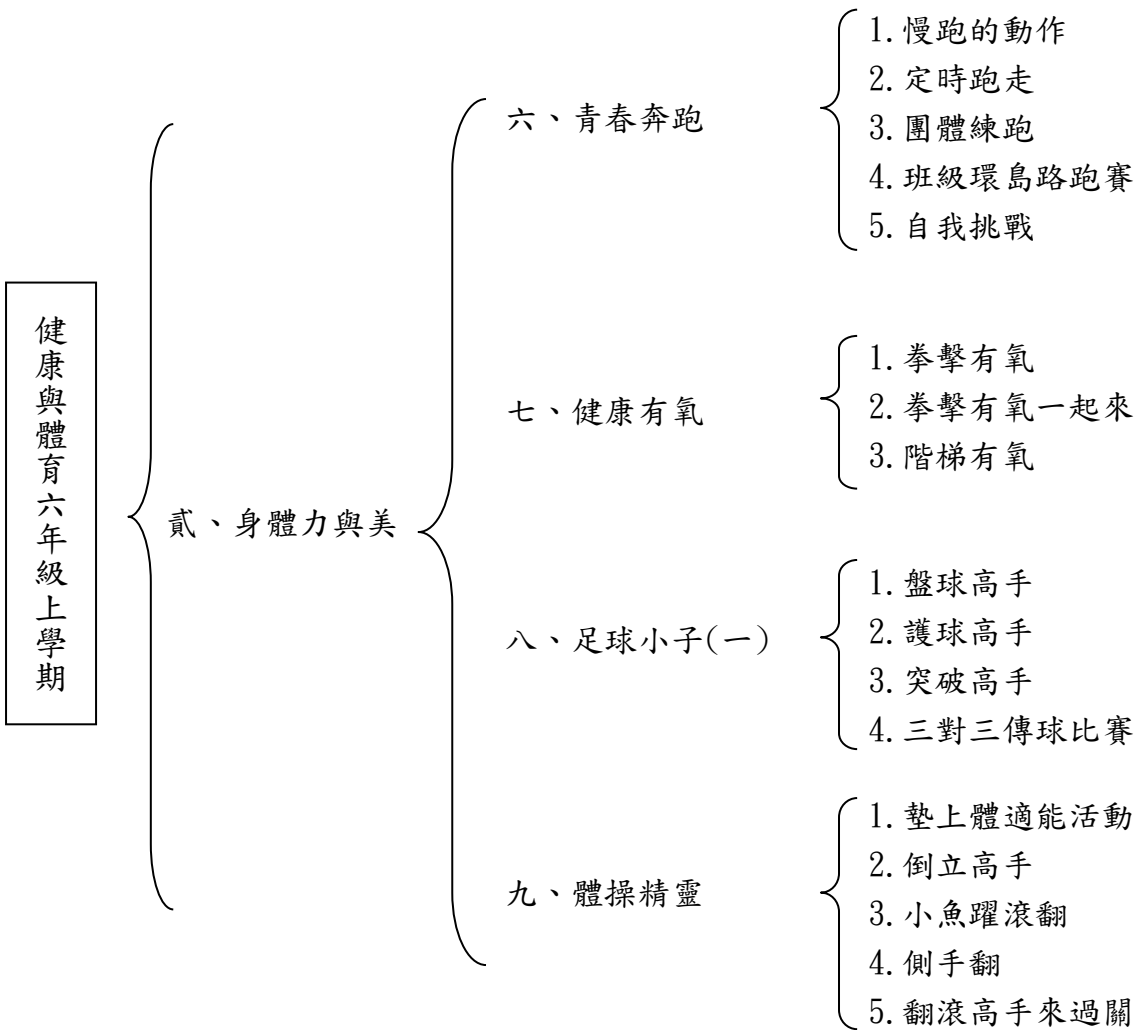 健康與體育六年級上學期
貳、身體力與美
六、青春奔跑
1.慢跑的動作
2.定時跑走
3.團體練跑
4.班級環島路跑賽
5.自我挑戰
七、健康有氧
1.拳擊有氧
2.拳擊有氧一起來
3.階梯有氧
八、足球小子(一)
1.盤球高手
2.護球高手
3.突破高手
4.三對三傳球比賽
九、體操精靈
1.墊上體適能活動
2.倒立高手
3.小魚躍滾翻
4.側手翻
5.翻滾高手來過關